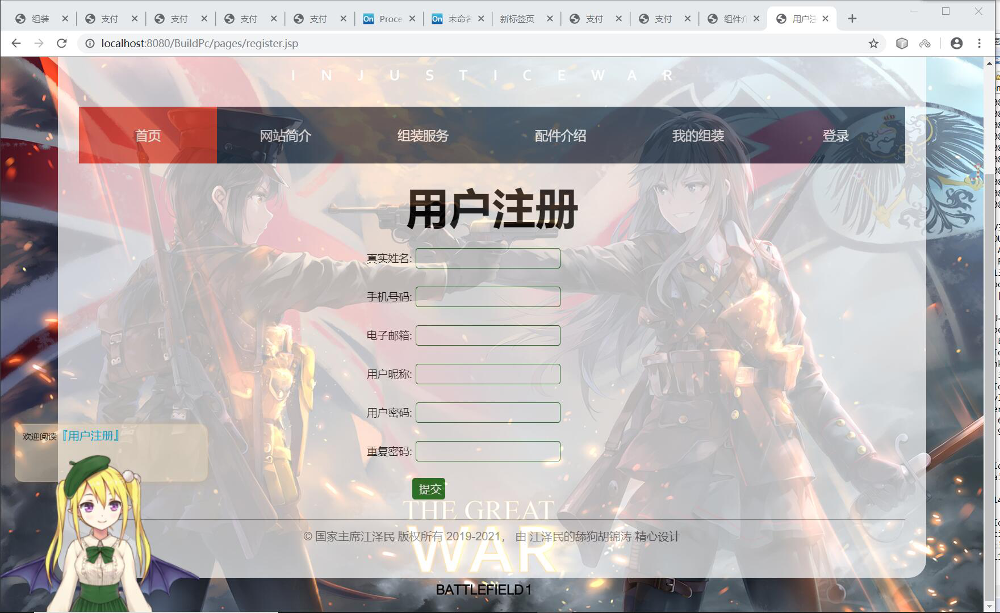 组装 支付 支付 支付 支付 Proce 未命名 新标签页 支付 支付 组件介 用户注
localhost:8080/BuildPc/pages/register.jsp
INJUSTICEWAR
首页 网站简介 组装服务 配件介绍 我的组装 登录
用户注册
真实姓名:
手机号码:
电子邮箱:
用户昵称:
用户密码:
重复密码:
欢迎阅读『用户注册』
提交
THE GREAT
© 国家主席江泽民 版权所有 2019-2021， 由 江泽民的舔狗胡锦涛 精心设计
WAR
BATTLEFIELD 1